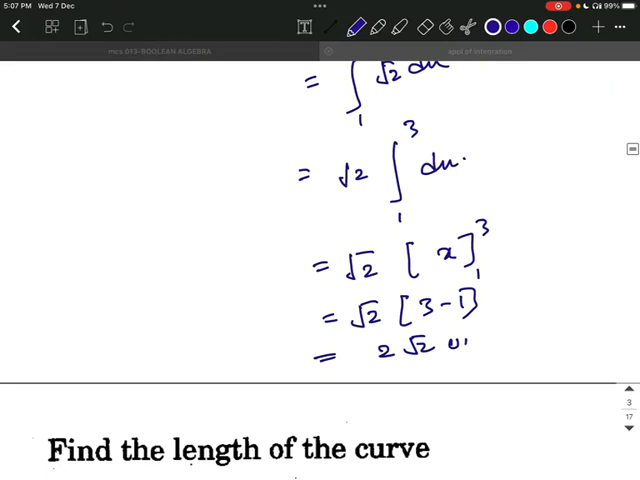 5:07 PM Wed 7 Dec
99%
mcs 013-BOOLEAN ALGEBRA
appl of integration
= ∫₁ √2 dx
= √2 ∫₁³ dx.
= √2 [x]₁³
= √2 [3-1]
= 2√2 u
3
17
Find the length of the curve